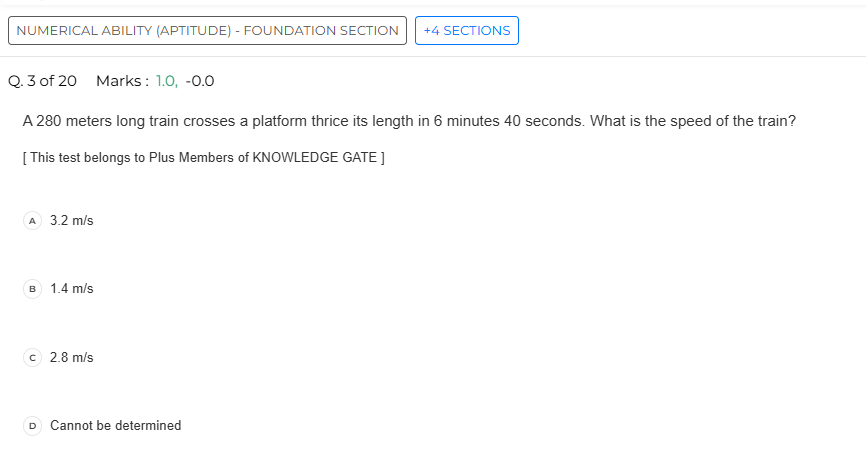 NUMERICAL ABILITY (APTITUDE) - FOUNDATION SECTION +4 SECTIONS
Q. 3 of 20 Marks : 1.0, -0.0
A 280 meters long train crosses a platform thrice its length in 6 minutes 40 seconds. What is the speed of the train?
[ This test belongs to Plus Members of KNOWLEDGE GATE ]
A 3.2 m/s
B 1.4 m/s
C 2.8 m/s
D Cannot be determined